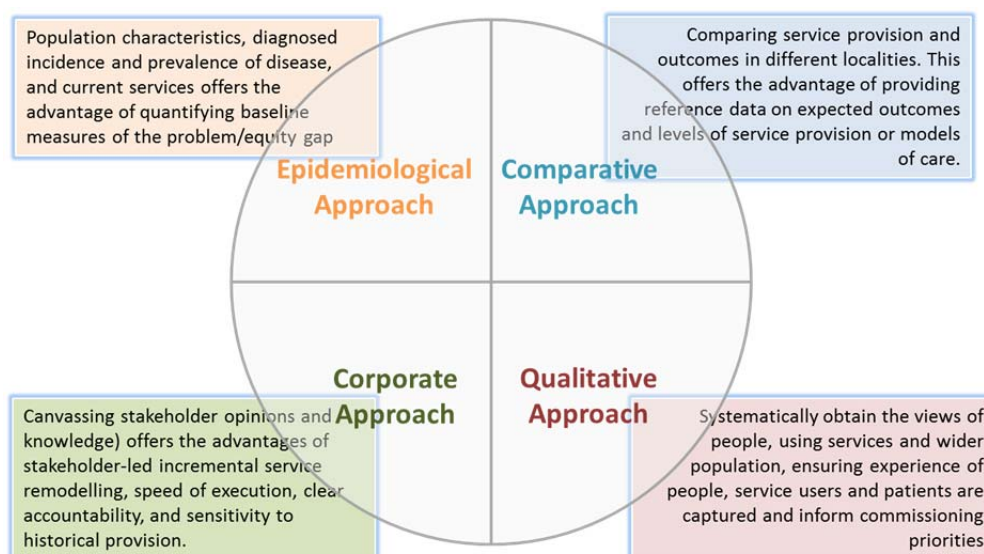 Population characteristics, diagnosed
incidence and prevalence of disease,
and current services offers the
advantage of quantifying baseline
measures of the problem/equity gap
Comparing service provision and
outcomes in different localities. This
offers the advantage of providing
reference data on expected outcomes
and levels of service provision or models
of care.
Epidemiological
Approach
Comparative
Approach
Corporate
Approach
Qualitative
Approach
Canvassing stakeholder opinions and
knowledge) offers the advantages of
stakeholder-led incremental service
remodelling, speed of execution, clear
accountability, and sensitivity to
historical provision.
Systematically obtain the views of
people, using services and wider
population, ensuring experience of
people, service users and patients are
captured and inform commissioning
priorities